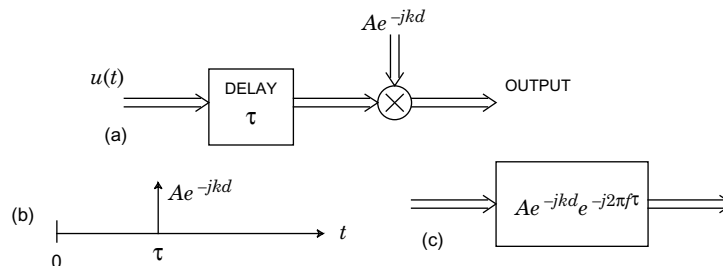 Ae^{-jkd}
u(t)
DELAY
τ
OUTPUT
(a)
(b)
Ae^{-jkd}
t
0
τ
Ae^{-jkd}e^{-j2πfτ}
(c)